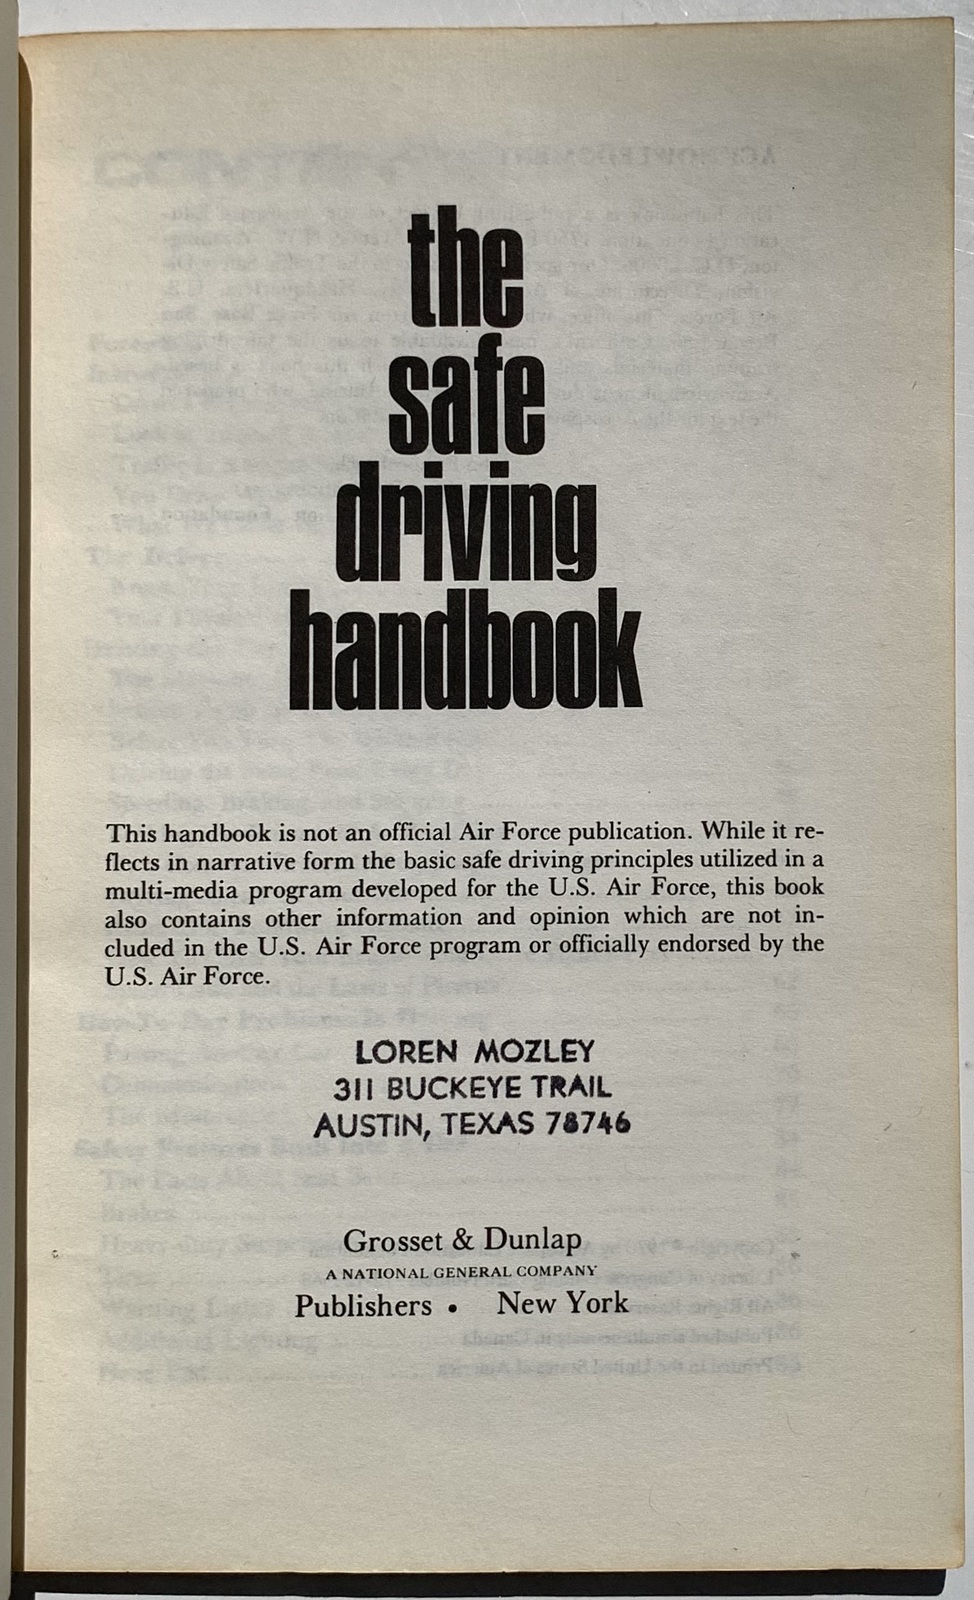 the
safe
driving
handbook
This handbook is not an official Air Force publication. While it re-
flects in narrative form the basic safe driving principles utilized in a
multi-media program developed for the U.S. Air Force, this book
also contains other information and opinion which are not in-
cluded in the U.S. Air Force program or officially endorsed by the
U.S. Air Force.
LOREN MOZLEY
311 BUCKEYE TRAIL
AUSTIN, TEXAS 78746
Grosset & Dunlap
A NATIONAL GENERAL COMPANY
Publishers • New York